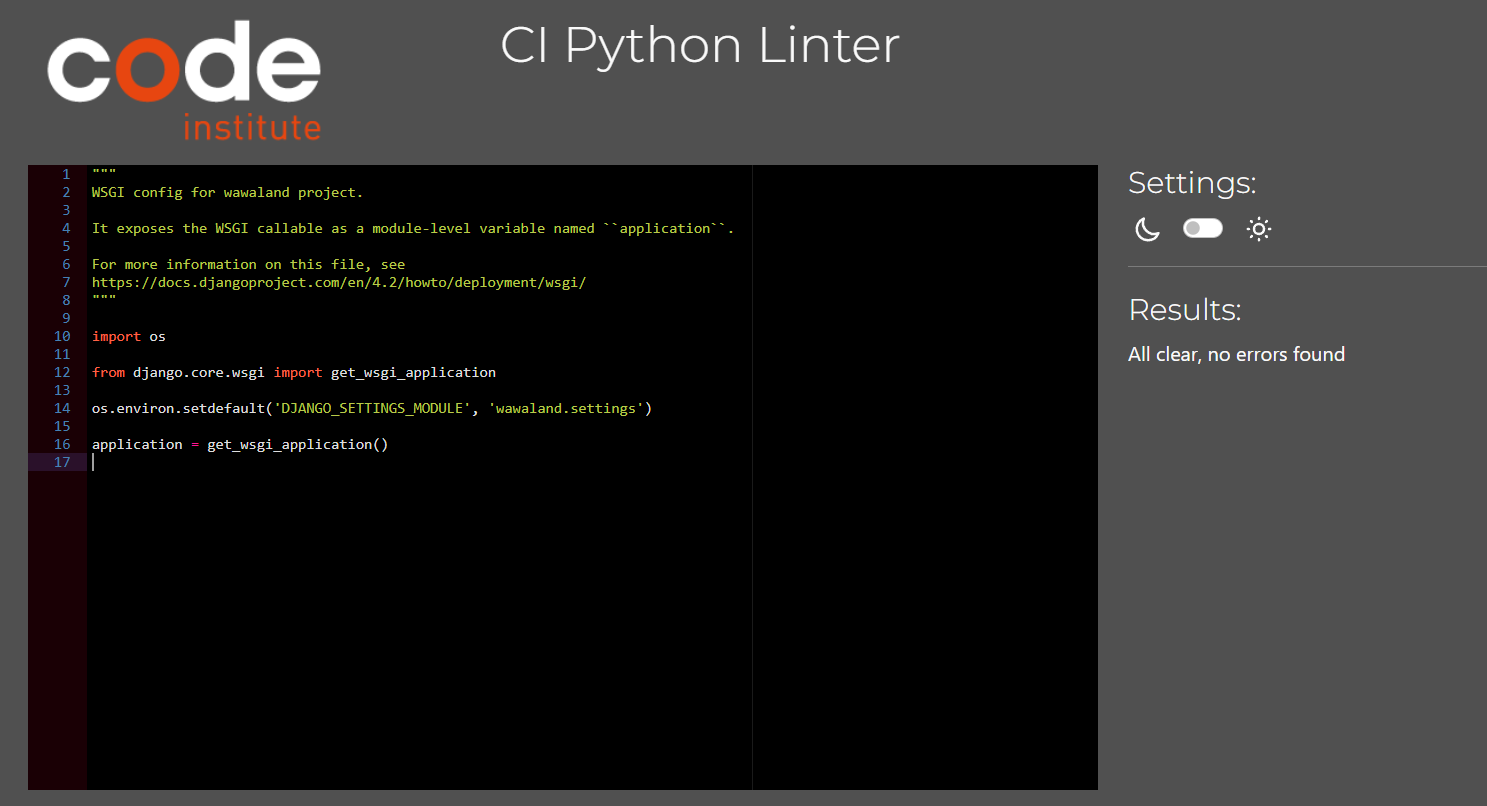 code
institute
CI Python Linter
1 """
2 WSGI config for wawaland project.
3
4 It exposes the WSGI callable as a module-level variable named ``application``.
5
6 For more information on this file, see
7 https://docs.djangoproject.com/en/4.2/howto/deployment/wsgi/
8 """
9
10 import os
11
12 from django.core.wsgi import get_wsgi_application
13
14 os.environ.setdefault('DJANGO_SETTINGS_MODULE', 'wawaland.settings')
15
16 application = get_wsgi_application()
17
Settings:
Results:
All clear, no errors found